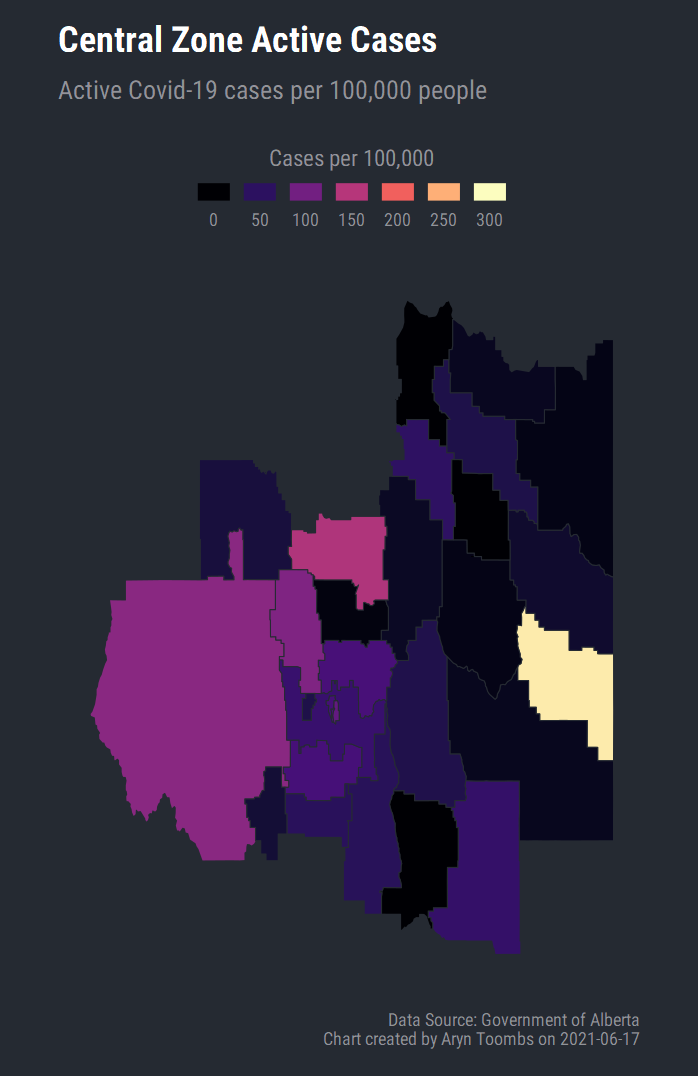 Central Zone Active Cases
Active Covid-19 cases per 100,000 people
Cases per 100,000
0 50 100 150 200 250 300
Data Source: Government of Alberta
Chart created by Aryn Toombs on 2021-06-17